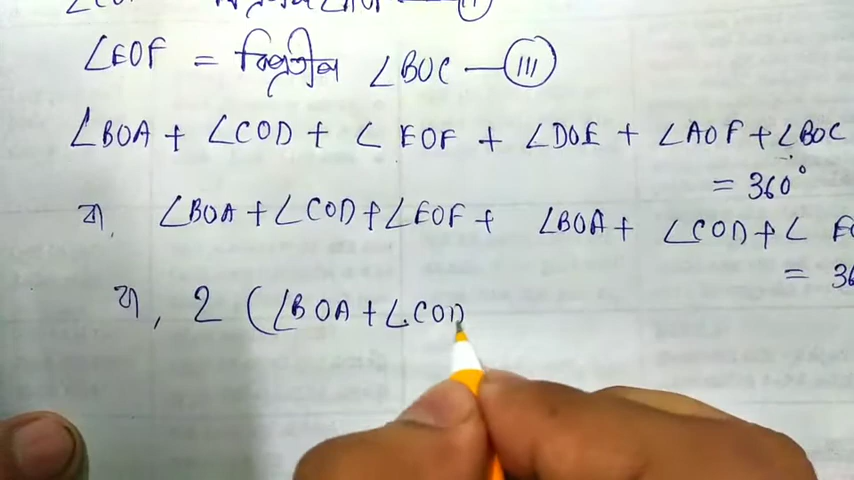 ∠EOF = বিপ্রতীপ ∠BOC — (III)
∠BOA + ∠COD + ∠EOF + ∠DOE + ∠AOF + ∠BOC
= 360°
বা, ∠BOA + ∠COD + ∠EOF + ∠BOA + ∠COD + ∠
=
বা, 2 (∠BOA + ∠COD